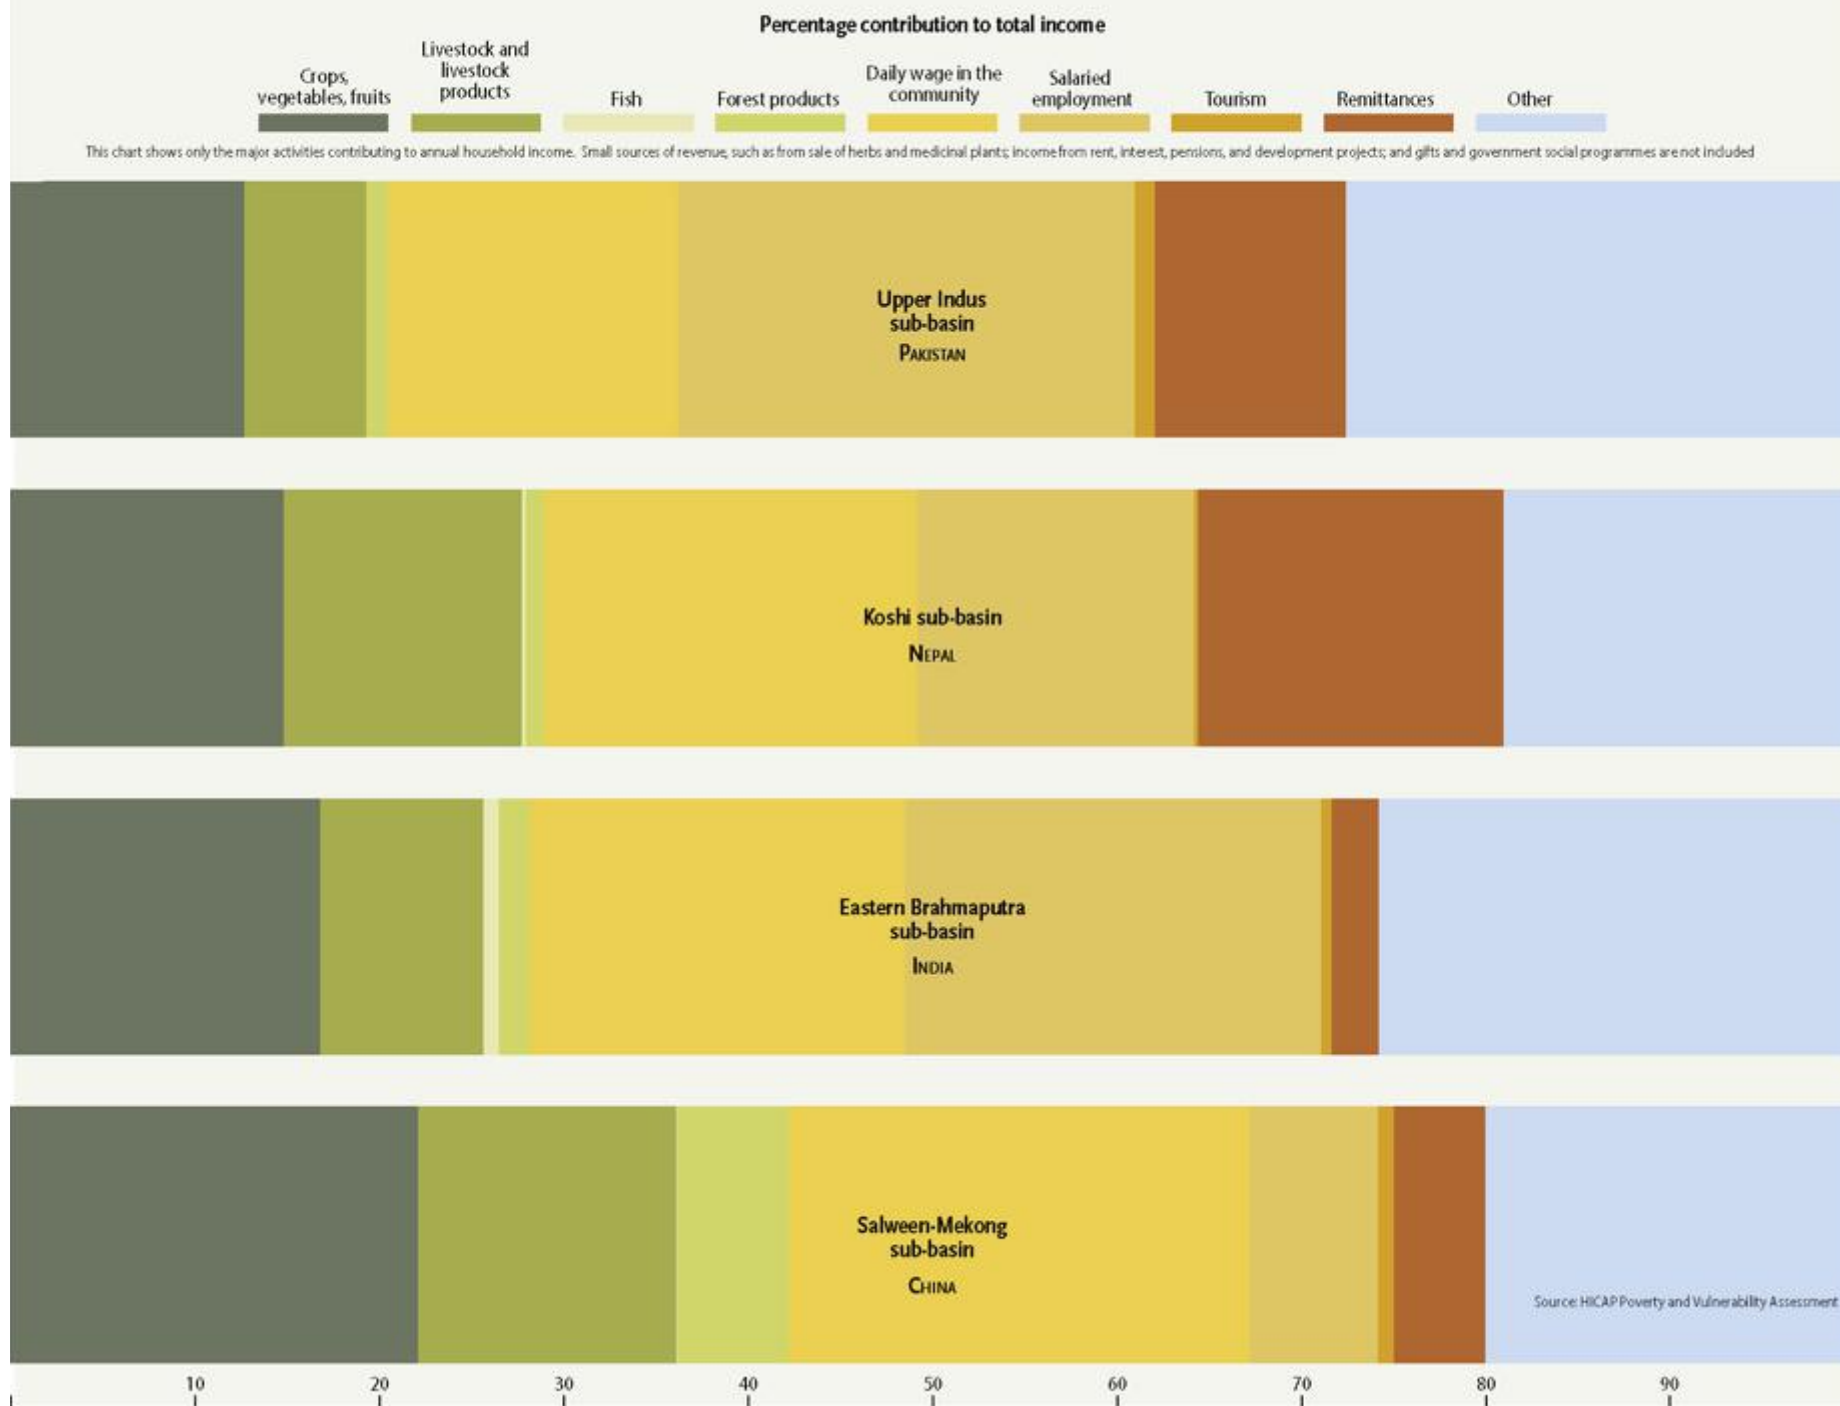 Percentage contribution to total income
Crops,
vegetables, fruits
Livestock and
livestock
products
Fish
Forest products
Daily wage in the
community
Salaried
employment
Tourism
Remittances
Other
This chart shows only the major activities contributing to annual household income. Small sources of revenue, such as from sale of herbs and medicinal plants; income from rent, interest, pensions, and development projects; and gifts and government social programmes are not included
Upper Indus
sub-basin
PAKISTAN
Koshi sub-basin
NEPAL
Eastern Brahmaputra
sub-basin
INDIA
Salween-Mekong
sub-basin
CHINA
Source: HICAP Poverty and Vulnerability Assessment
10 20 30 40 50 60 70 80 90